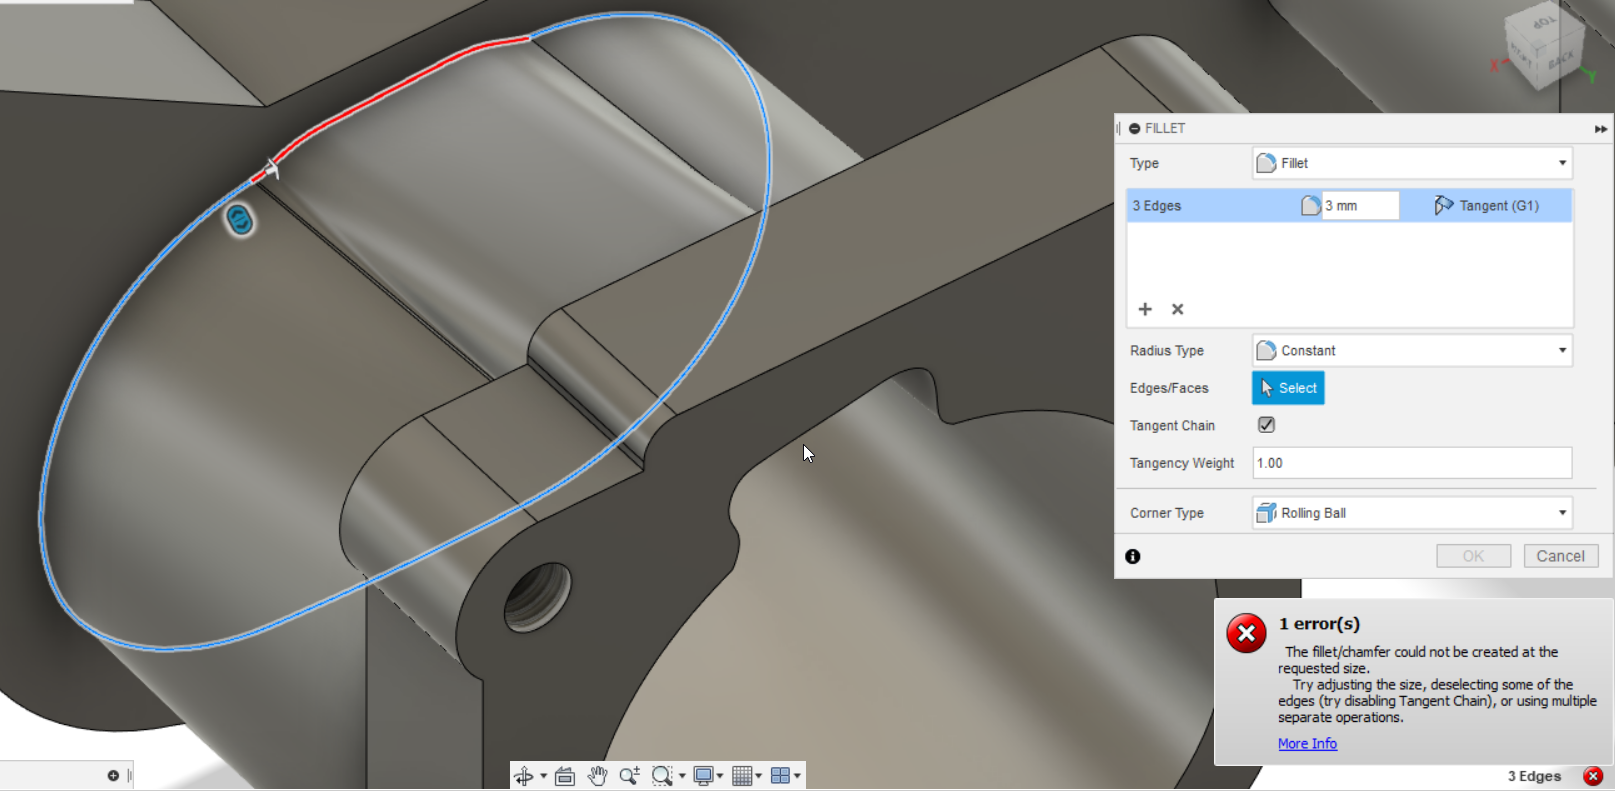 TOP
RIGHT
BACK
X
Y
FILLET
Type
Fillet
3 Edges
3 mm
Tangent (G1)
Radius Type
Constant
Edges/Faces
Select
Tangent Chain
Tangency Weight
1.00
Corner Type
Rolling Ball
OK
Cancel
1 error(s)
The fillet/chamfer could not be created at the
requested size.
Try adjusting the size, deselecting some of the
edges (try disabling Tangent Chain), or using multiple
separate operations.
More Info
3 Edges